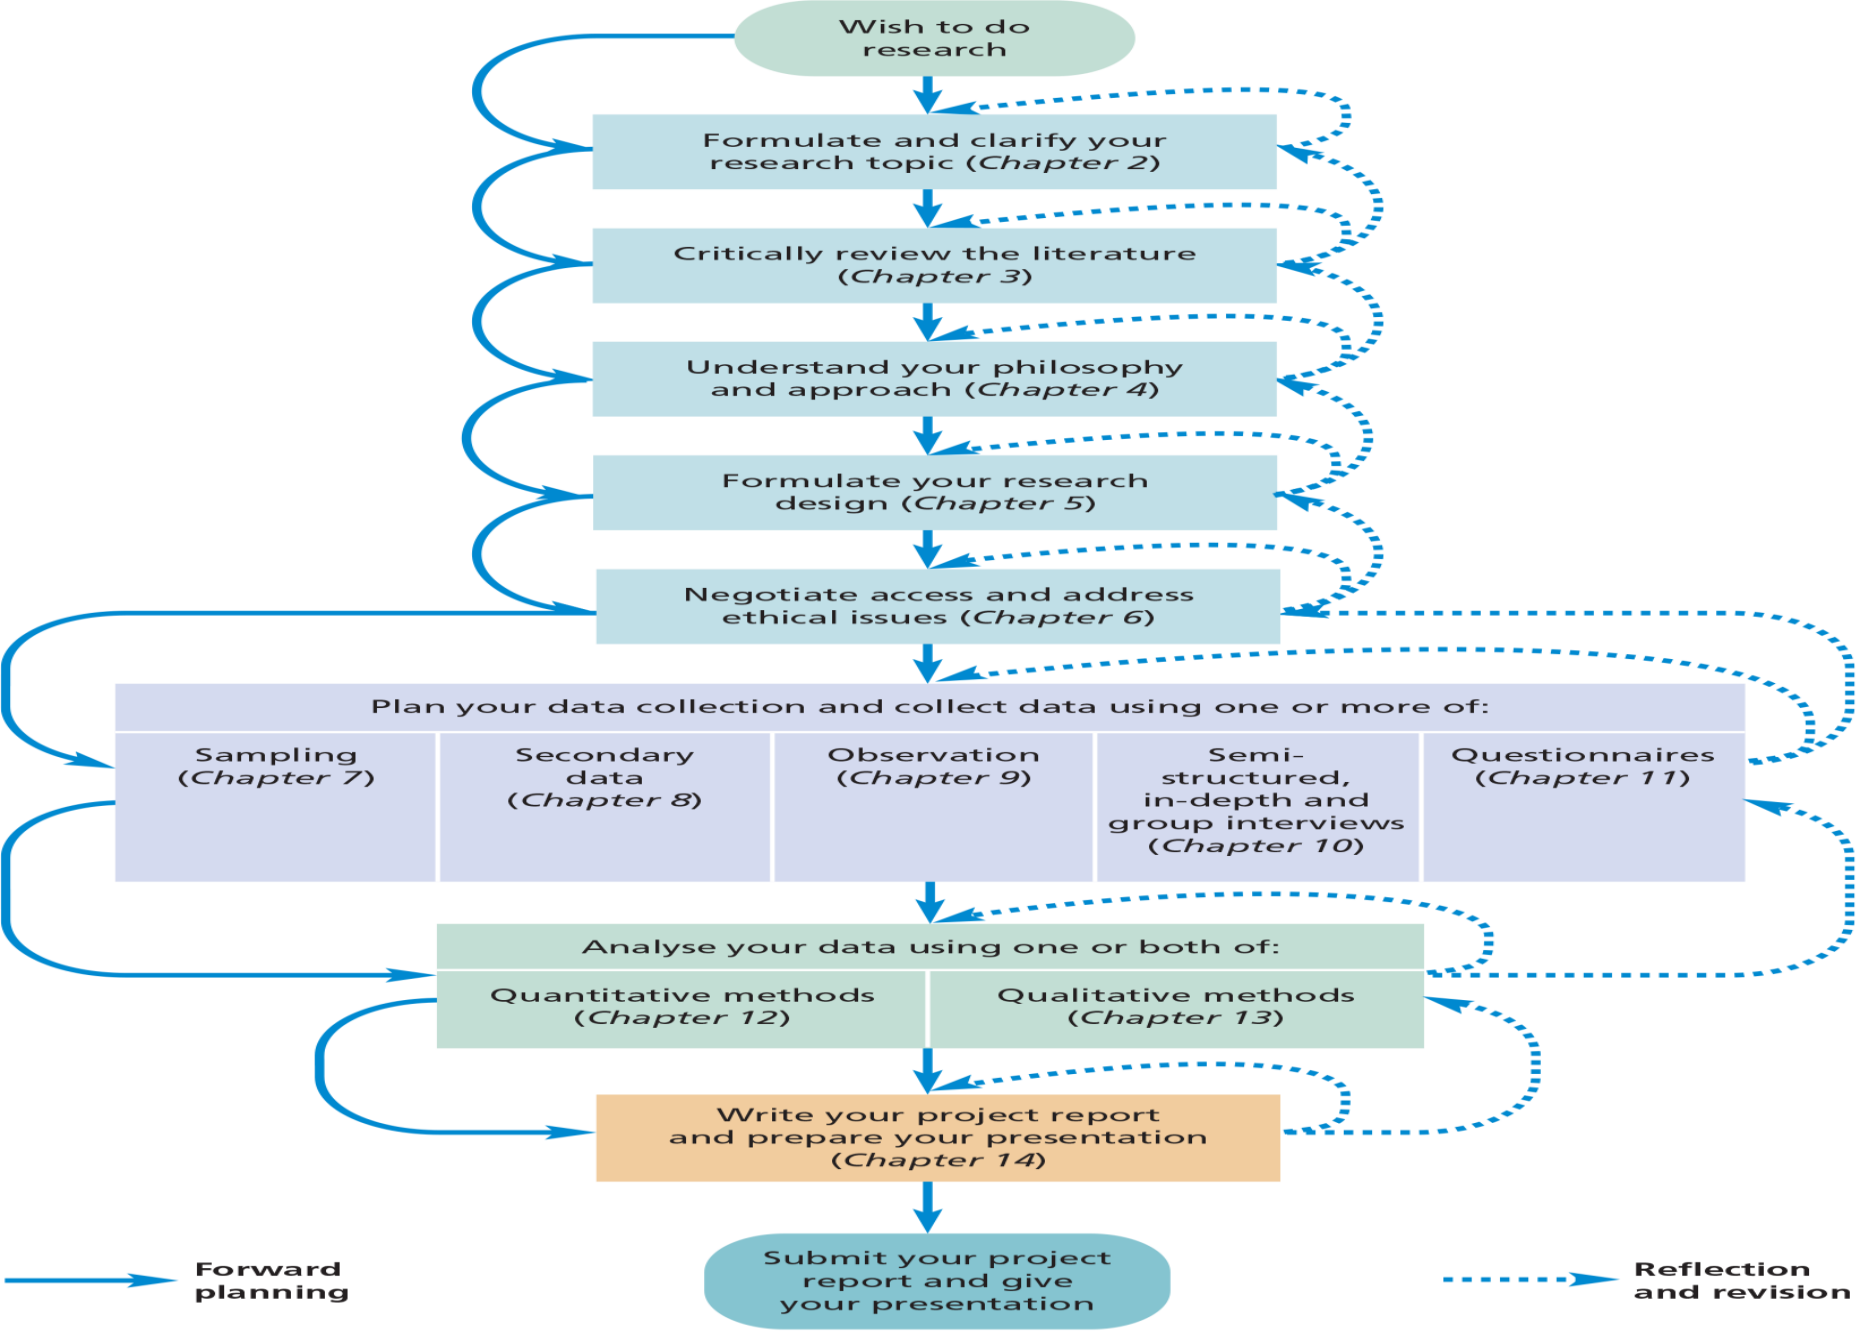 Wish to do
research
Formulate and clarify your
research topic (Chapter 2)
Critically review the literature
(Chapter 3)
Understand your philosophy
and approach (Chapter 4)
Formulate your research
design (Chapter 5)
Negotiate access and address
ethical issues (Chapter 6)
Plan your data collection and collect data using one or more of:
Sampling
(Chapter 7)
Secondary
data
(Chapter 8)
Observation
(Chapter 9)
Semi-
structured,
in-depth and
group interviews
(Chapter 10)
Questionnaires
(Chapter 11)
Analyse your data using one or both of:
Quantitative methods
(Chapter 12)
Qualitative methods
(Chapter 13)
Write your project report
and prepare your presentation
(Chapter 14)
Submit your project
report and give
your presentation
Forward
planning
Reflection
and revision